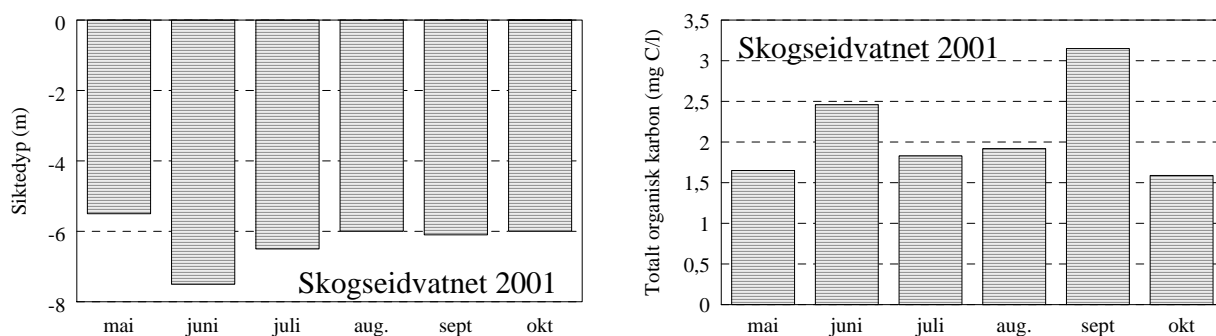 0
-2
-4
-6
-8
Siktedyp (m)
Skogseidvatnet 2001
mai juni juli aug. sept okt
3,5
3
2,5
2
1,5
1
0,5
0
Totalt organisk karbon (mg C/l)
Skogseidvatnet 2001
mai juni juli aug. sept okt